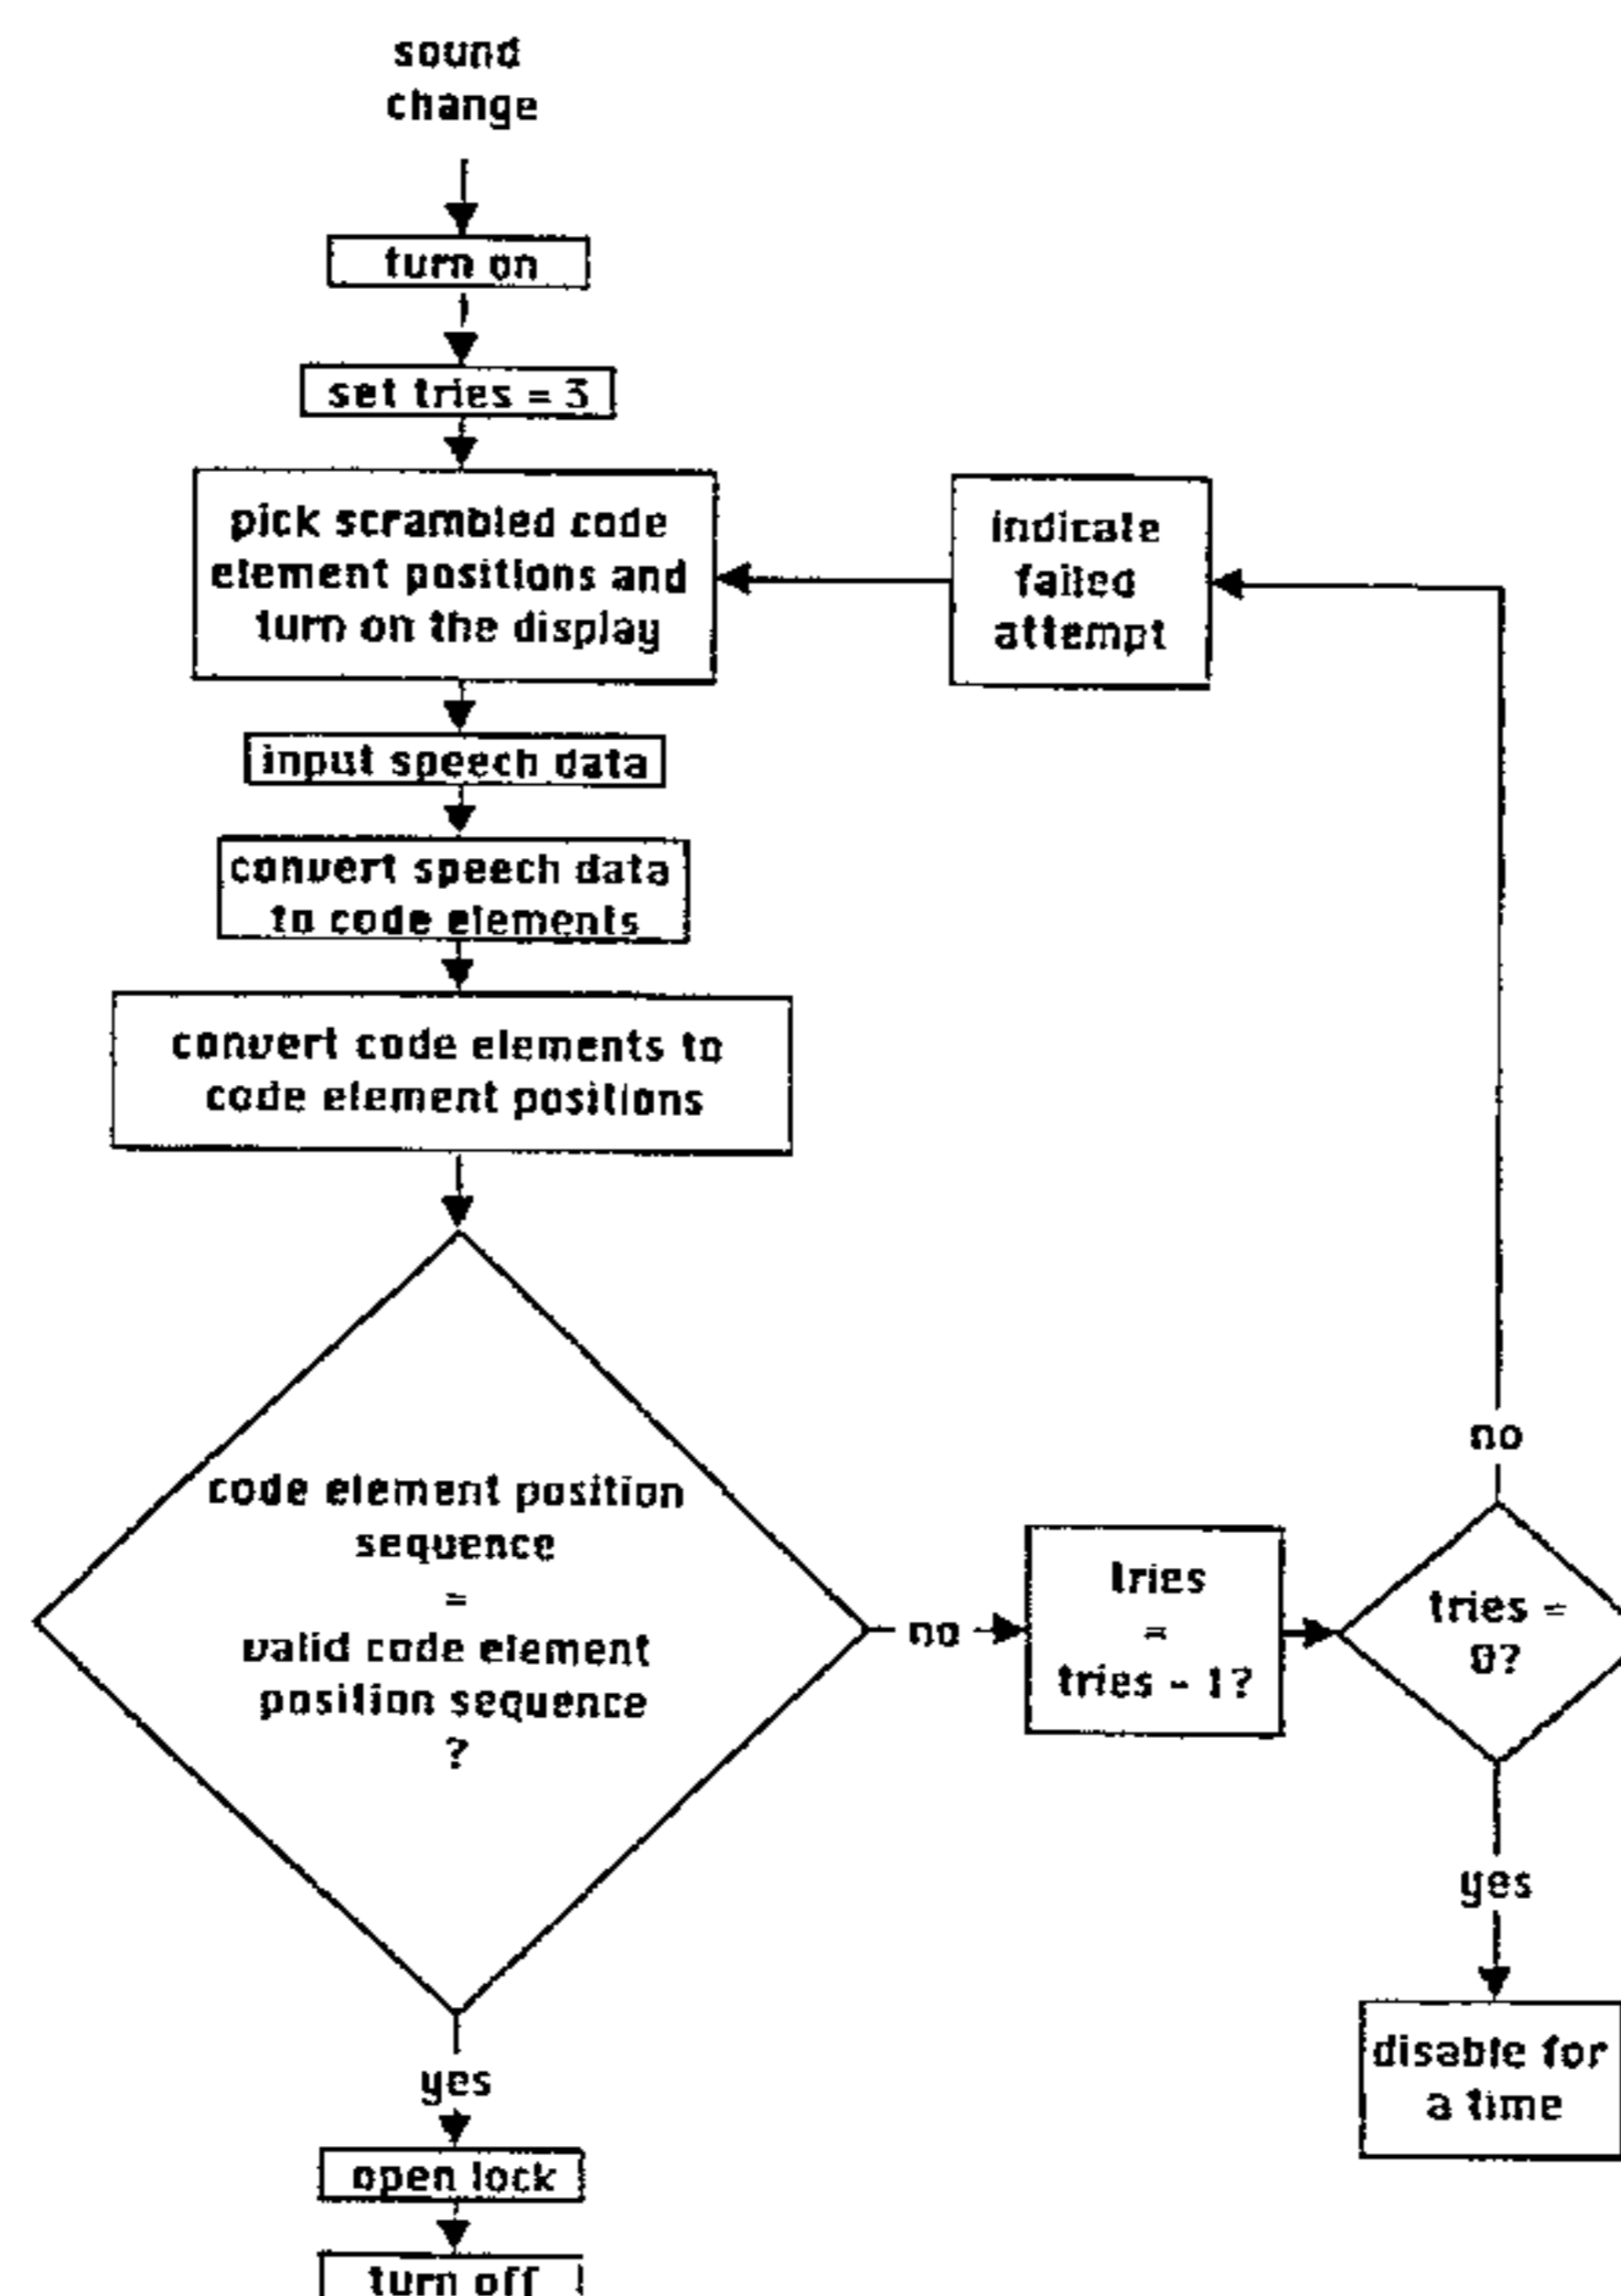 sound
change
turn on
set tries = 3
pick scrambled code
element positions and
turn on the display
indicate
failed
attempt
input speech data
convert speech data
to code elements
convert code elements to
code element positions
code element position
sequence
=
valid code element
position sequence
?
no
tries
=
tries - 1?
tries =
0?
no
yes
disable for
a time
yes
open lock
turn off